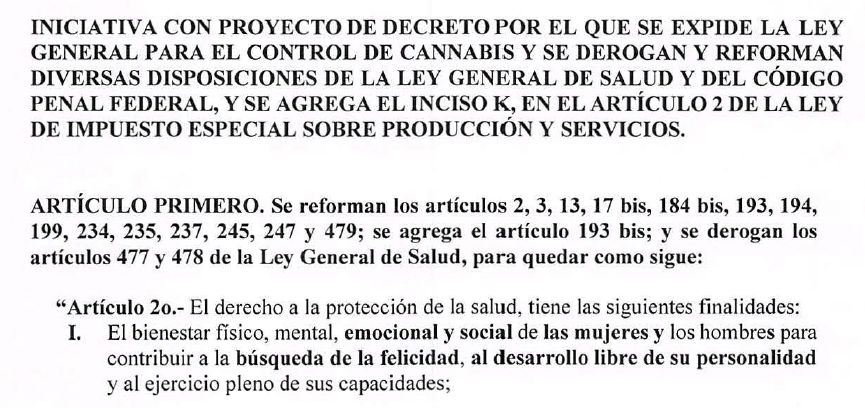 INICIATIVA CON PROYECTO DE DECRETO POR EL QUE SE EXPIDE LA LEY
GENERAL PARA EL CONTROL DE CANNABIS Y SE DEROGAN Y REFORMAN
DIVERSAS DISPOSICIONES DE LA LEY GENERAL DE SALUD Y DEL CÓDIGO
PENAL FEDERAL, Y SE AGREGA EL INCISO K, EN EL ARTÍCULO 2 DE LA LEY
DE IMPUESTO ESPECIAL SOBRE PRODUCCIÓN Y SERVICIOS.
ARTÍCULO PRIMERO. Se reforman los artículos 2, 3, 13, 17 bis, 184 bis, 193, 194,
199, 234, 235, 237, 245, 247 y 479; se agrega el artículo 193 bis; y se derogan los
artículos 477 y 478 de la Ley General de Salud, para quedar como sigue:
“Artículo 2o.- El derecho a la protección de la salud, tiene las siguientes finalidades:
I. El bienestar físico, mental, emocional y social de las mujeres y los hombres para
contribuir a la búsqueda de la felicidad, al desarrollo libre de su personalidad
y al ejercicio pleno de sus capacidades;